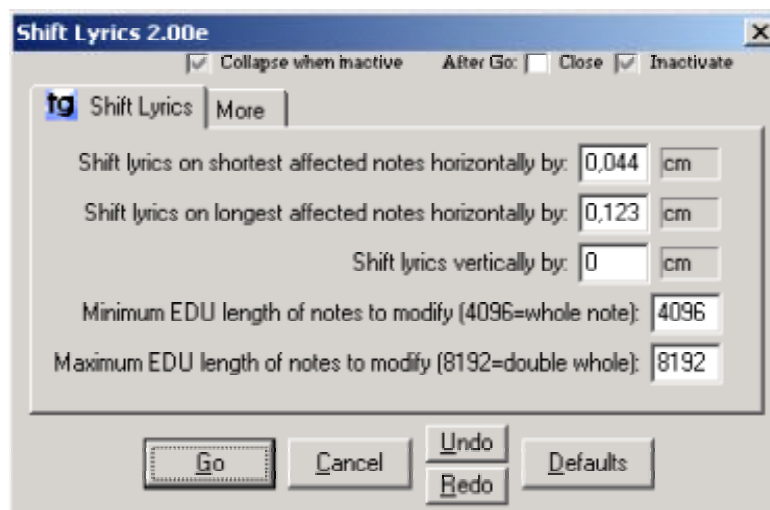 Shift Lyrics 2.00e
Collapse when inactive After Go: Close Inactivate
tg Shift Lyrics More
Shift lyrics on shortest affected notes horizontally by: 0,044 cm
Shift lyrics on longest affected notes horizontally by: 0,123 cm
Shift lyrics vertically by: 0 cm
Minimum EDU length of notes to modify (4096=whole note): 4096
Maximum EDU length of notes to modify (8192=double whole): 8192
Go Cancel Undo Defaults
Redo